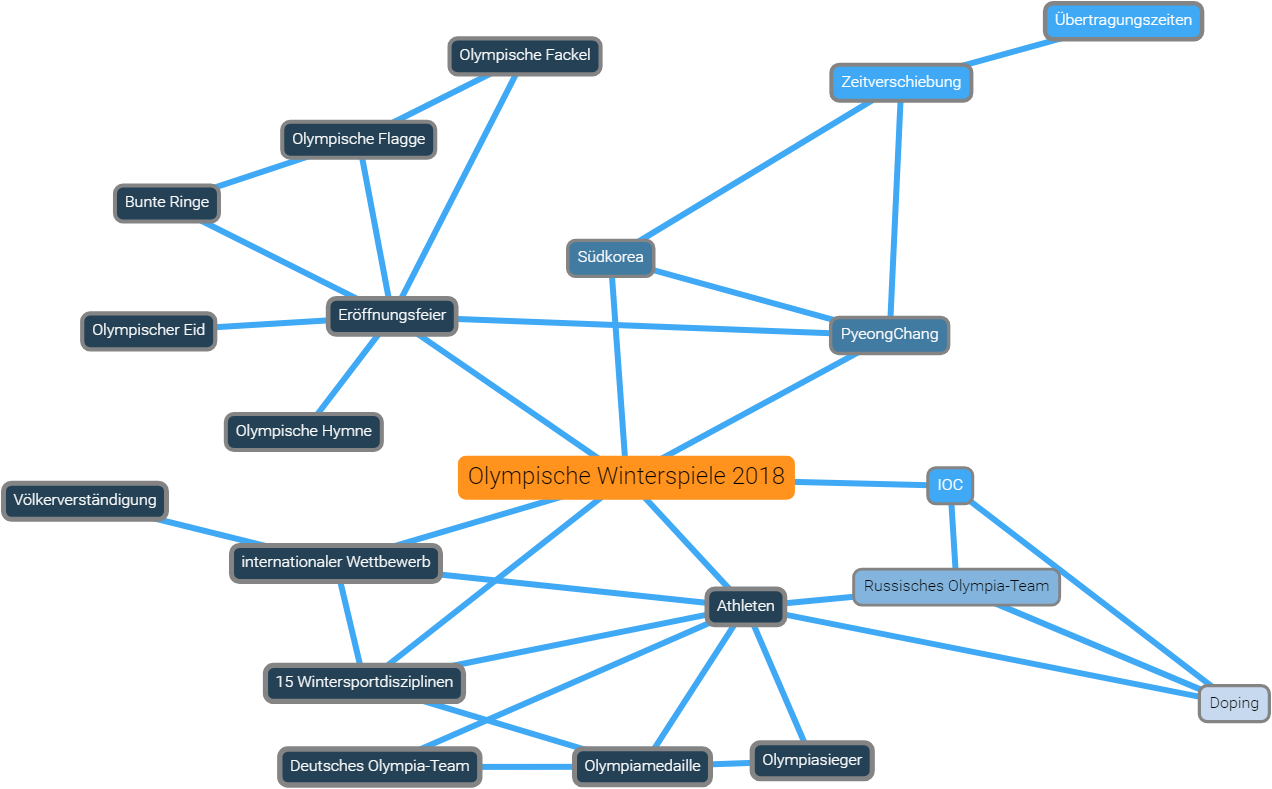 Übertragungszeiten
Olympische Fackel
Zeitverschiebung
Olympische Flagge
Bunte Ringe
Südkorea
Eröffnungsfeier
Olympischer Eid
PyeongChang
Olympische Hymne
Olympische Winterspiele 2018
IOC
Völkerverständigung
internationaler Wettbewerb
Russisches Olympia-Team
Athleten
15 Wintersportdisziplinen
Doping
Deutsches Olympia-Team
Olympiamedaille
Olympiasieger